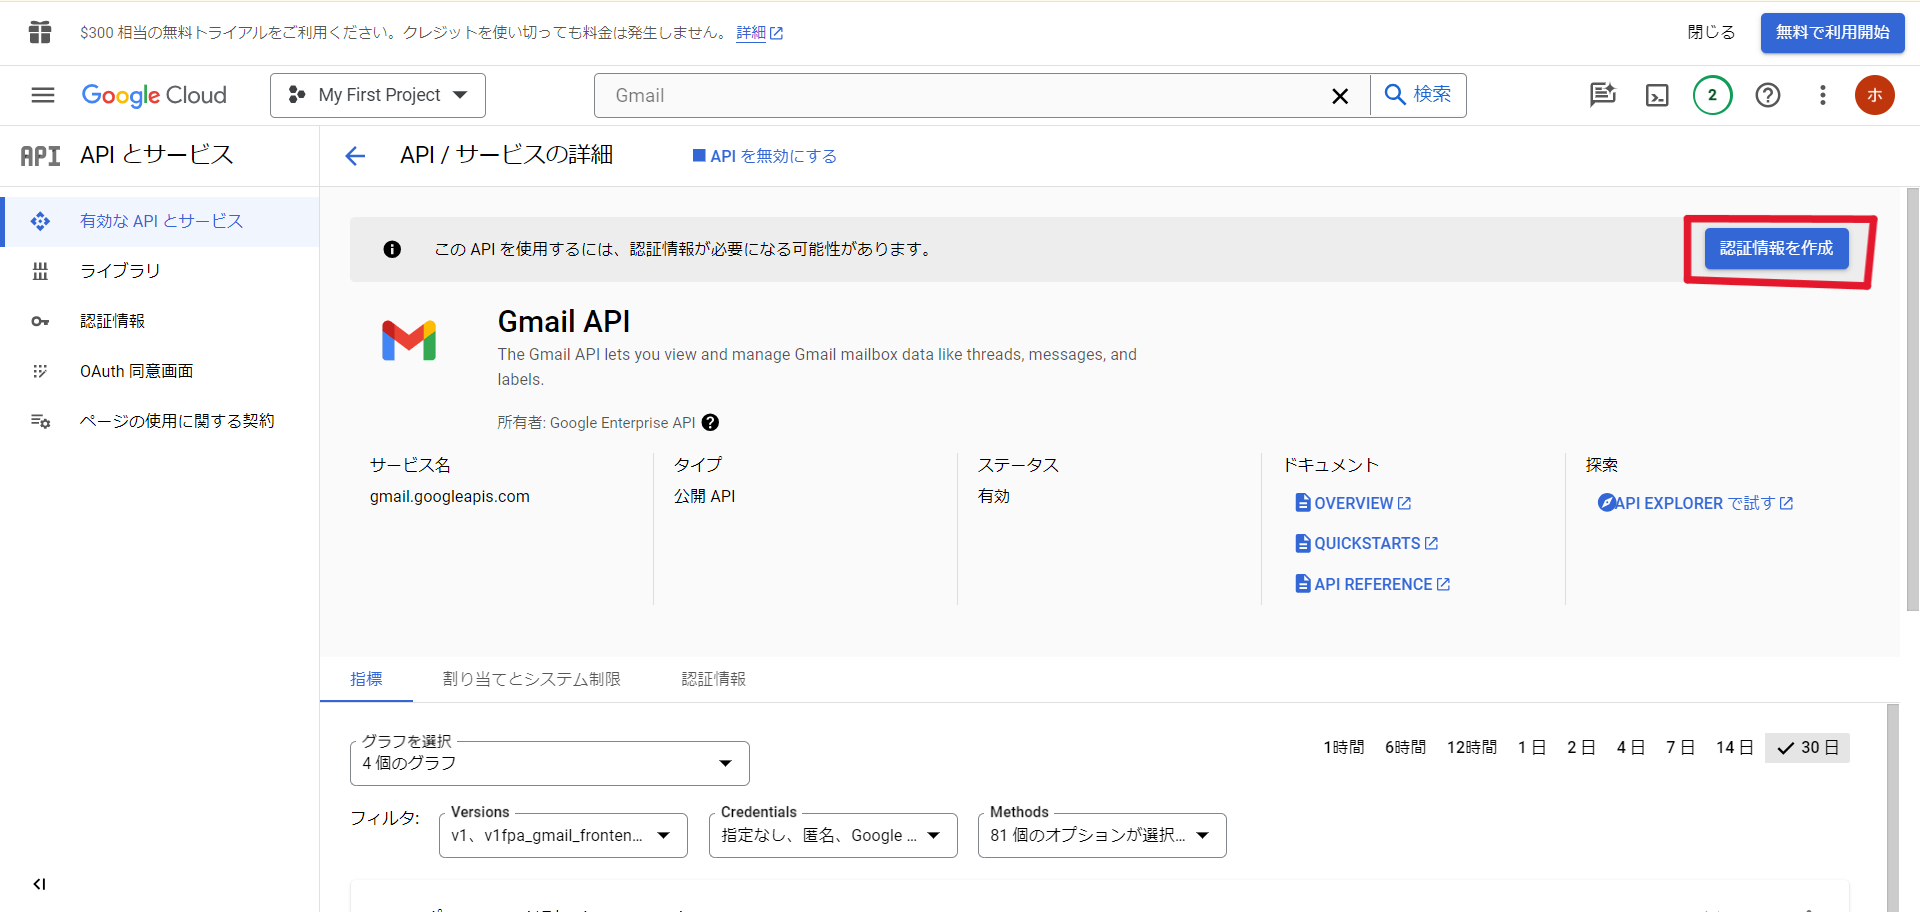 $300 相当の無料トライアルをご利用ください。クレジットを使い切っても料金は発生しません。 詳細
閉じる
無料で利用開始
Google Cloud
My First Project
Gmail
検索
2
ホ
API API とサービス
API / サービスの詳細
API を無効にする
有効な API とサービス
ライブラリ
認証情報
OAuth 同意画面
ページの使用に関する契約
この API を使用するには、認証情報が必要になる可能性があります。
認証情報を作成
Gmail API
The Gmail API lets you view and manage Gmail mailbox data like threads, messages, and
labels.
所有者: Google Enterprise API
サービス名
gmail.googleapis.com
タイプ
公開 API
ステータス
有効
ドキュメント
OVERVIEW
QUICKSTARTS
API REFERENCE
探索
API EXPLORER で試す
指標
割り当てとシステム制限
認証情報
グラフを選択
4 個のグラフ
1時間 6時間 12時間 1 日 2 日 4 日 7 日 14 日 30 日
フィルタ:
Versions
v1、v1fpa_gmail_fronten...
Credentials
指定なし、匿名、Google ...
Methods
81 個のオプションが選択...